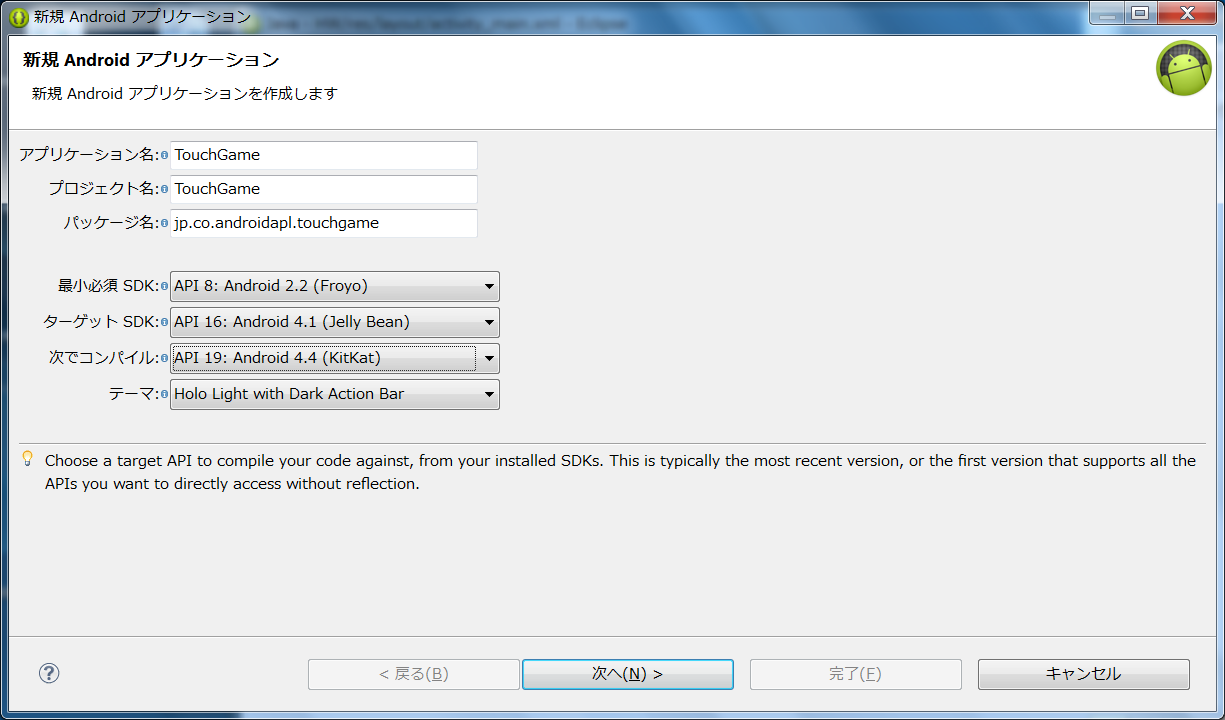 新規 Android アプリケーション
新規 Android アプリケーション
新規 Android アプリケーションを作成します
アプリケーション名: TouchGame
プロジェクト名: TouchGame
パッケージ名: jp.co.androidapl.touchgame
最小必須 SDK: API 8: Android 2.2 (Froyo)
ターゲット SDK: API 16: Android 4.1 (Jelly Bean)
次でコンパイル: API 19: Android 4.4 (KitKat)
テーマ: Holo Light with Dark Action Bar
Choose a target API to compile your code against, from your installed SDKs. This is typically the most recent version, or the first version that supports all the
APIs you want to directly access without reflection.
< 戻る(B) 次へ(N) > 完了(F) キャンセル